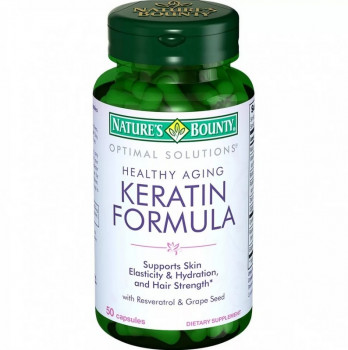 NATURE'S
BOUNTY
NATURE'S BOUNTY®
OPTIMAL SOLUTIONS®
HEALTHY AGING
KERATIN
FORMULA
Supports Skin
Elasticity & Hydration,
and Hair Strength*
with Resveratrol & Grape Seed
50 capsules
DIETARY SUPPLEMENT